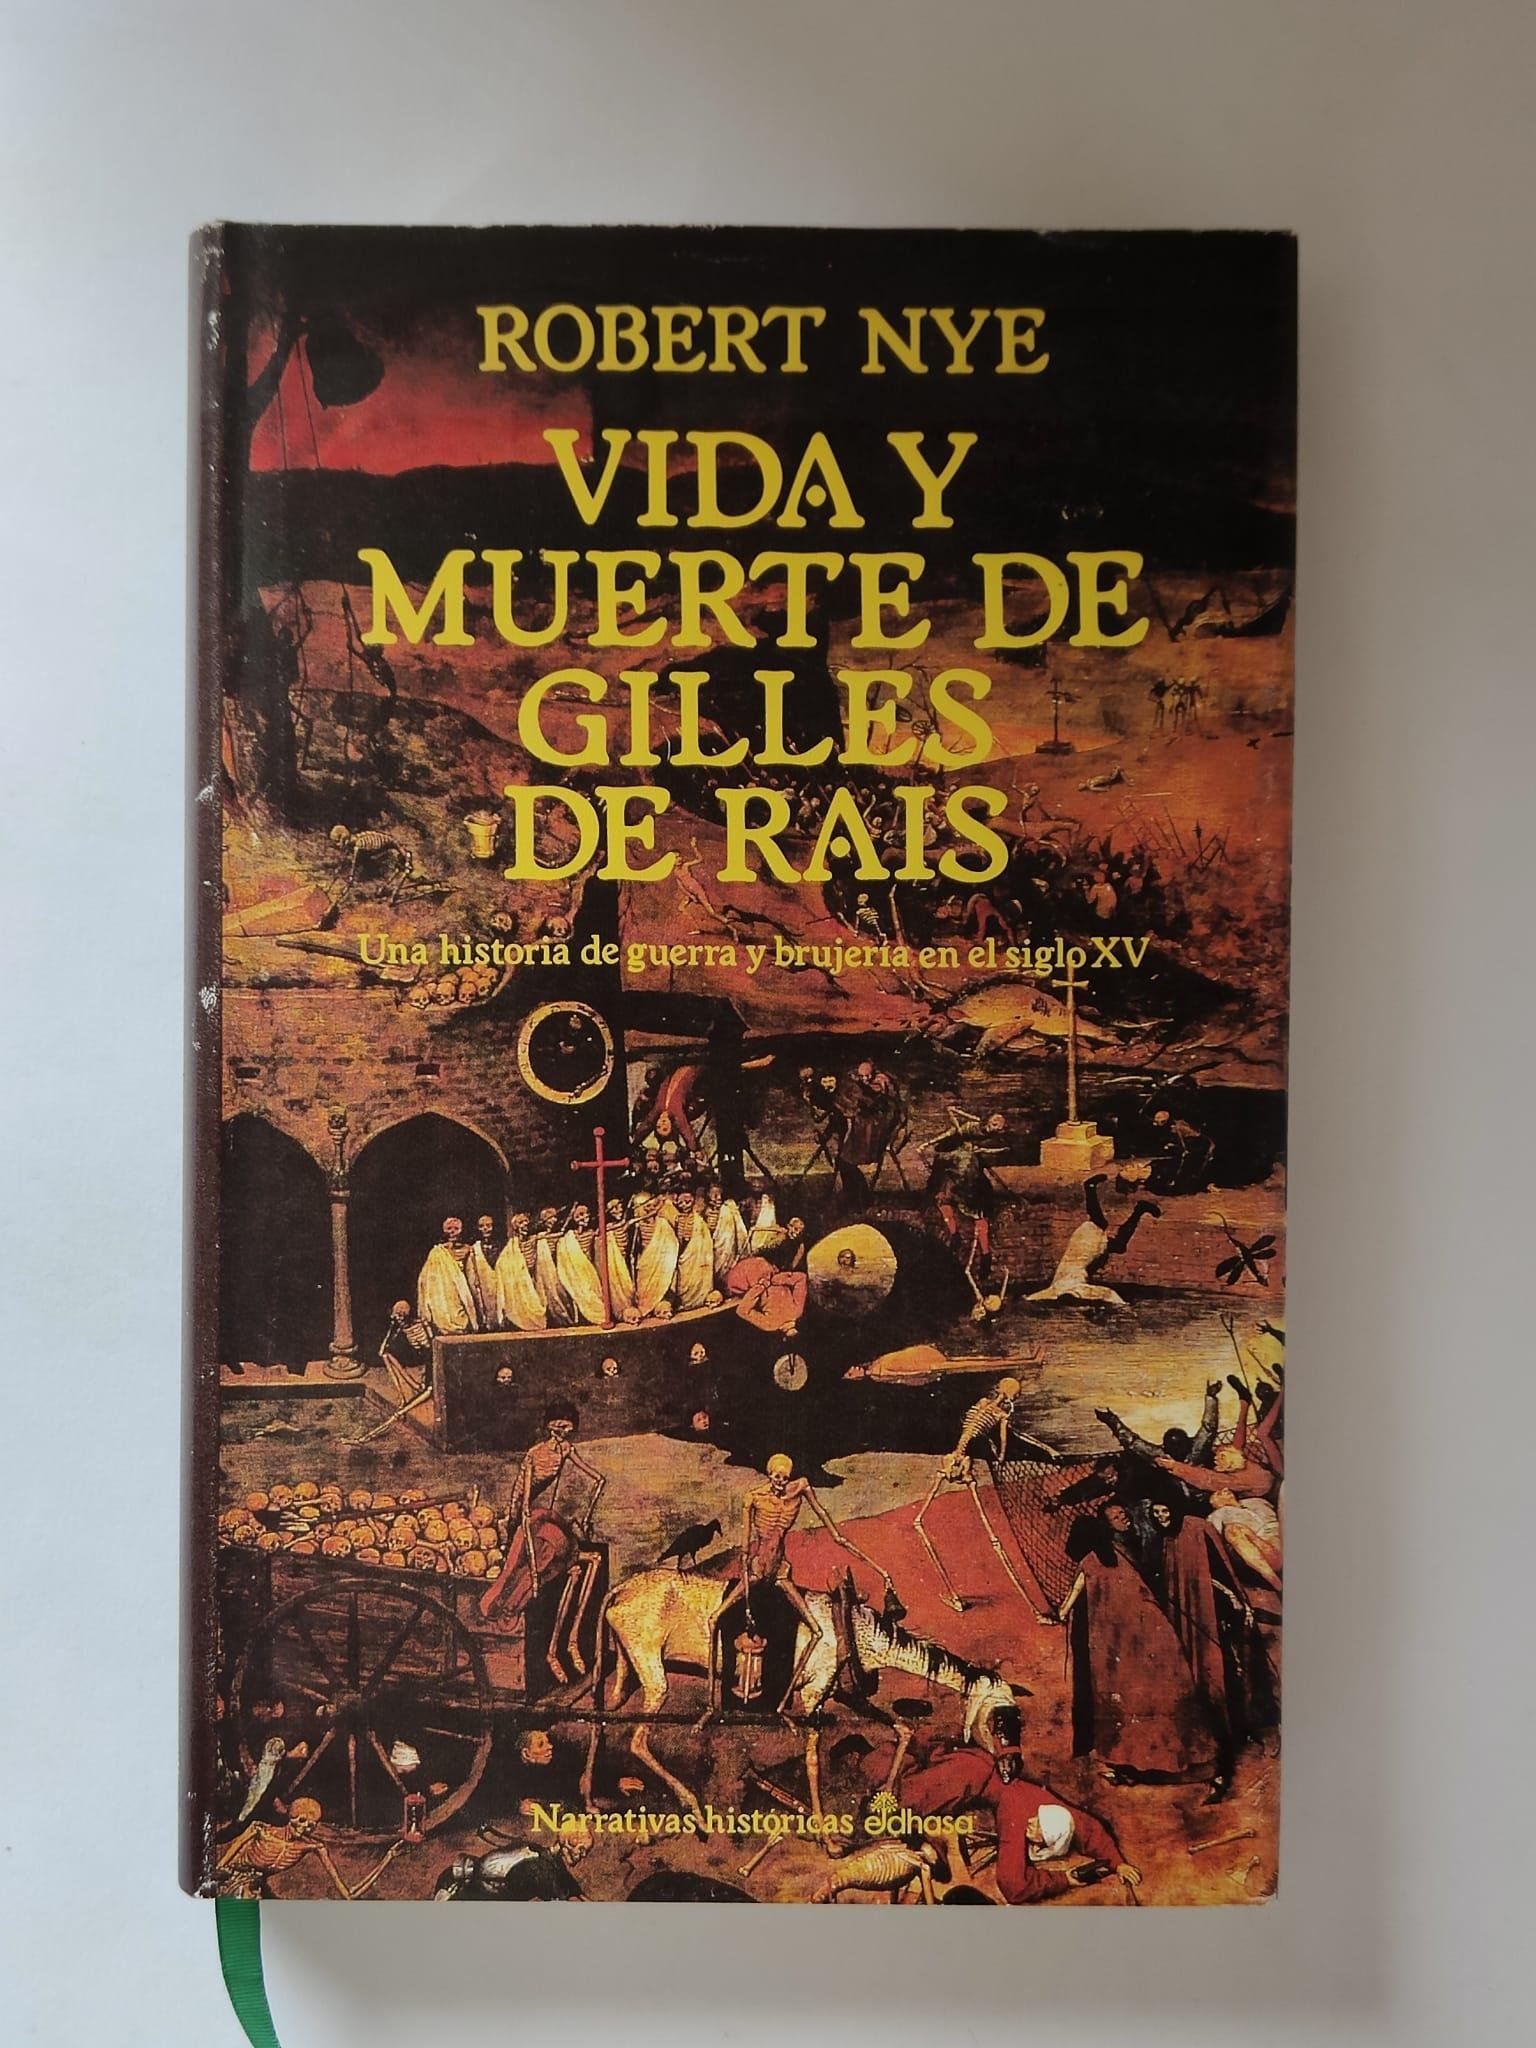 ROBERT NYE
VIDA Y
MUERTE DE
GILLES
DE RAIS
Una historia de guerra y brujería en el siglo XV
Narrativas históricas edhasa